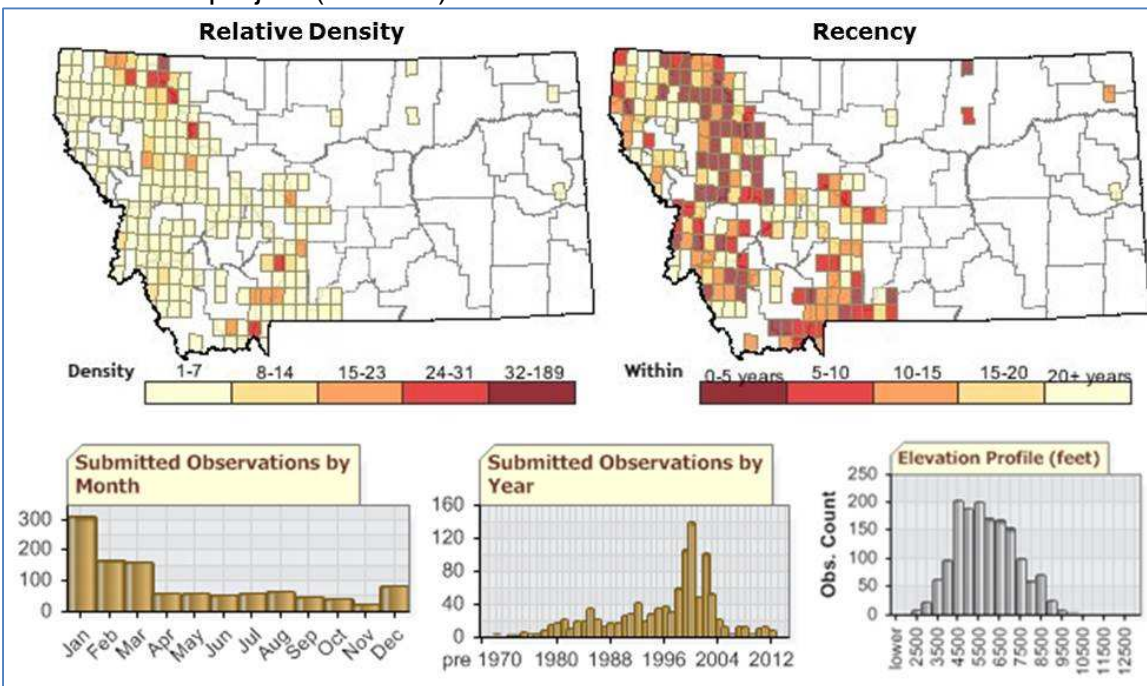 Relative Density
Recency
Density 1-7 8-14 15-23 24-31 32-189
Within 0-5 years 5-10 10-15 15-20 20+ years
Submitted Observations by
Month
300
200
100
0
Jan Feb Mar Apr May Jun Jul Aug Sep Oct Nov Dec
Submitted Observations by
Year
160
120
80
40
0
pre 1970 1980 1988 1996 2004 2012
Elevation Profile (feet)
Obs. Count
250
200
150
100
50
0
lower 2500 3500 4500 5500 6500 7500 8500 9500 10500 11500 12500